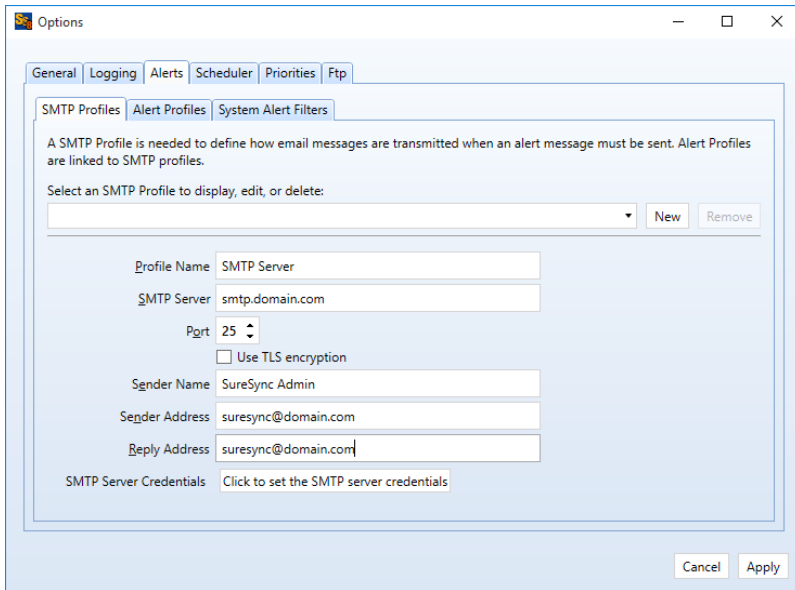 Options
General Logging Alerts Scheduler Priorities Ftp
SMTP Profiles Alert Profiles System Alert Filters
A SMTP Profile is needed to define how email messages are transmitted when an alert message must be sent. Alert Profiles
are linked to SMTP profiles.
Select an SMTP Profile to display, edit, or delete:
New Remove
Profile Name SMTP Server
SMTP Server smtp.domain.com
Port 25
Use TLS encryption
Sender Name SureSync Admin
Sender Address suresync@domain.com
Reply Address suresync@domain.com
SMTP Server Credentials Click to set the SMTP server credentials
Cancel Apply